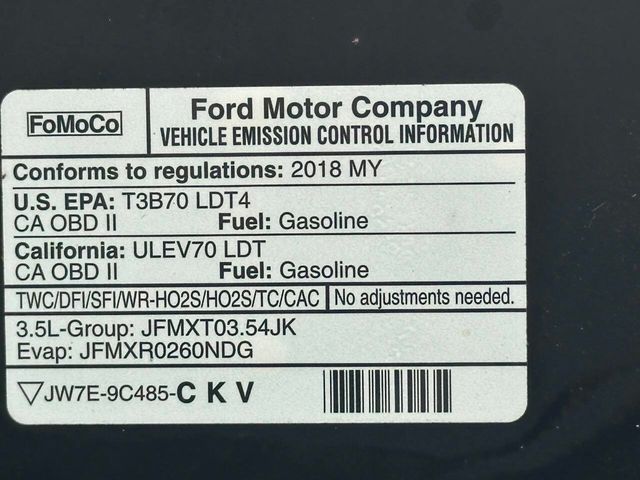 FoMoCo
Ford Motor Company
VEHICLE EMISSION CONTROL INFORMATION
Conforms to regulations: 2018 MY
U.S. EPA: T3B70 LDT4
CA OBD II Fuel: Gasoline
California: ULEV70 LDT
CA OBD II Fuel: Gasoline
TWC/DFI/SFI/WR-HO2S/HO2S/TC/CAC No adjustments needed.
3.5L-Group: JFMXT03.54JK
Evap: JFMXR0260NDG
▽JW7E-9C485-C K V